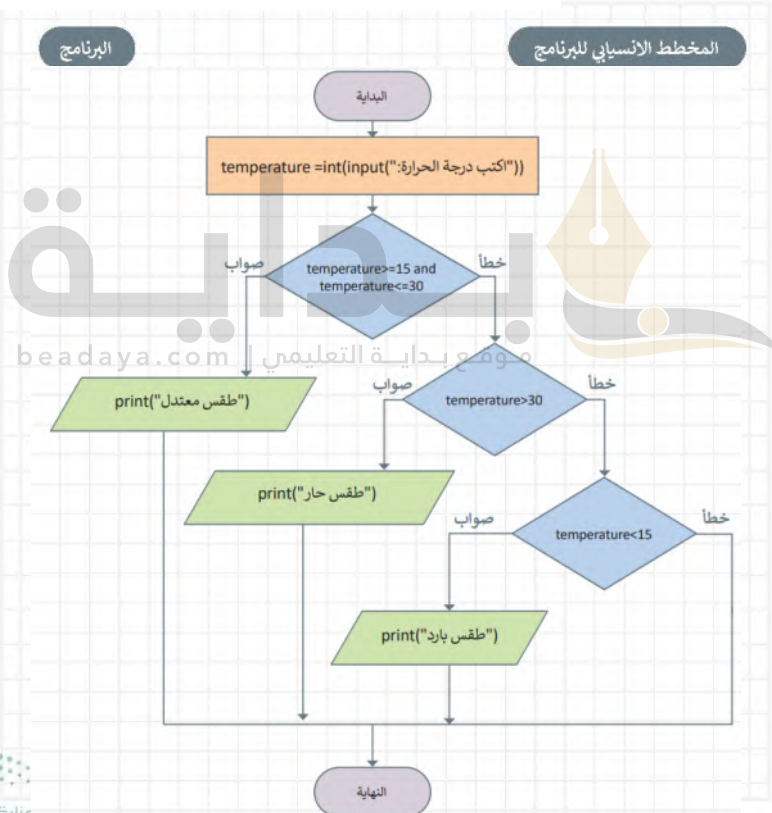 المخطط الانسيابي للبرنامج
البرنامج
البداية
temperature =int(input("اكتب درجة الحرارة:"))
temperature>=15 and
temperature<=30
صواب
خطأ
بداية
beadaya.com | موقع بداية التعليمي
print("طقس معتدل")
temperature>30
صواب
خطأ
print("طقس حار")
temperature<15
صواب
خطأ
print("طقس بارد")
النهاية